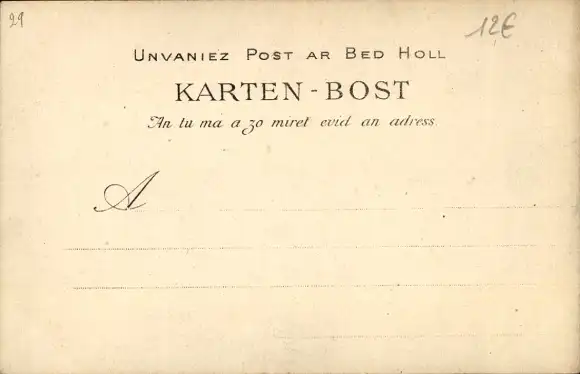 29
12€
UNVANIEZ POST AR BED HOLL
KARTEN-BOST
An tu ma a zo miret evid an adress.
A